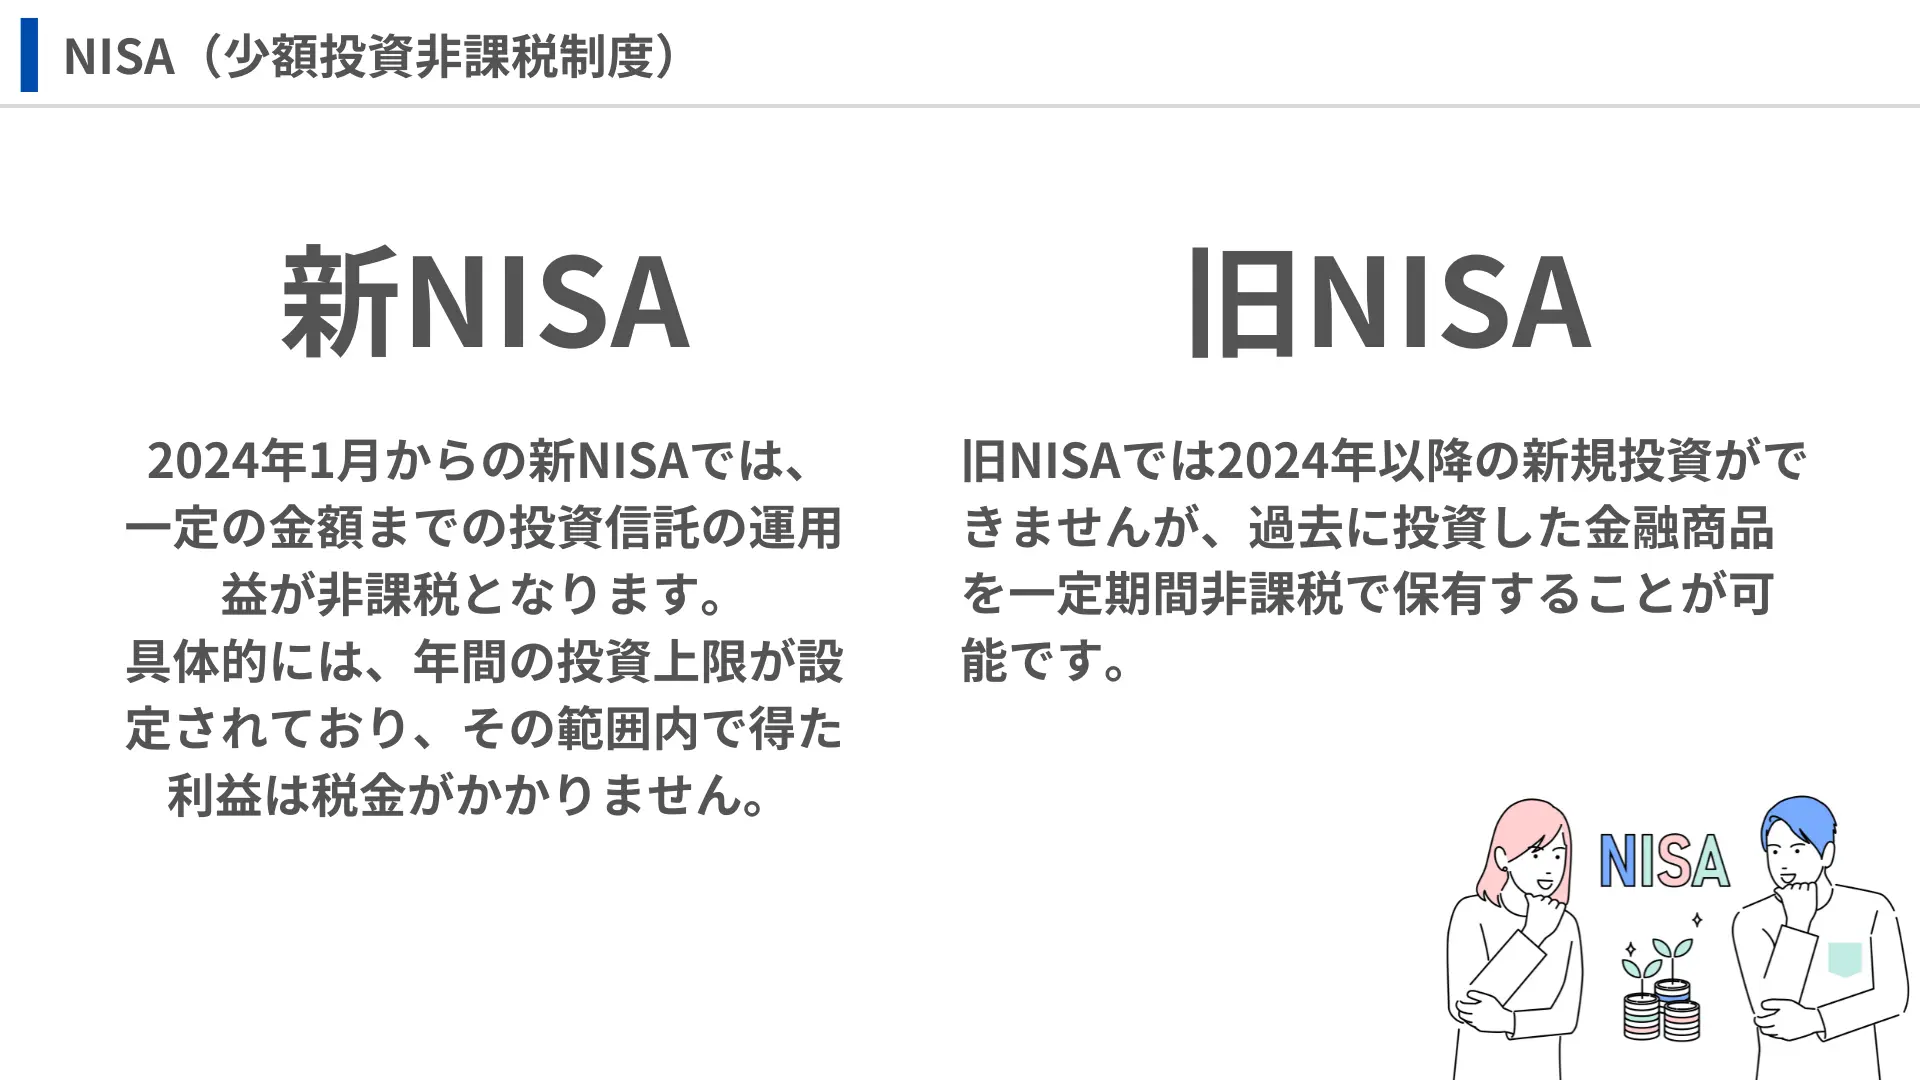 NISA（少額投資非課税制度）
新NISA
2024年1月からの新NISAでは、
一定の金額までの投資信託の運用
益が非課税となります。
具体的には、年間の投資上限が設
定されており、その範囲内で得た
利益は税金がかかりません。
旧NISA
旧NISAでは2024年以降の新規投資がで
きませんが、過去に投資した金融商品
を一定期間非課税で保有することが可
能です。
NISA